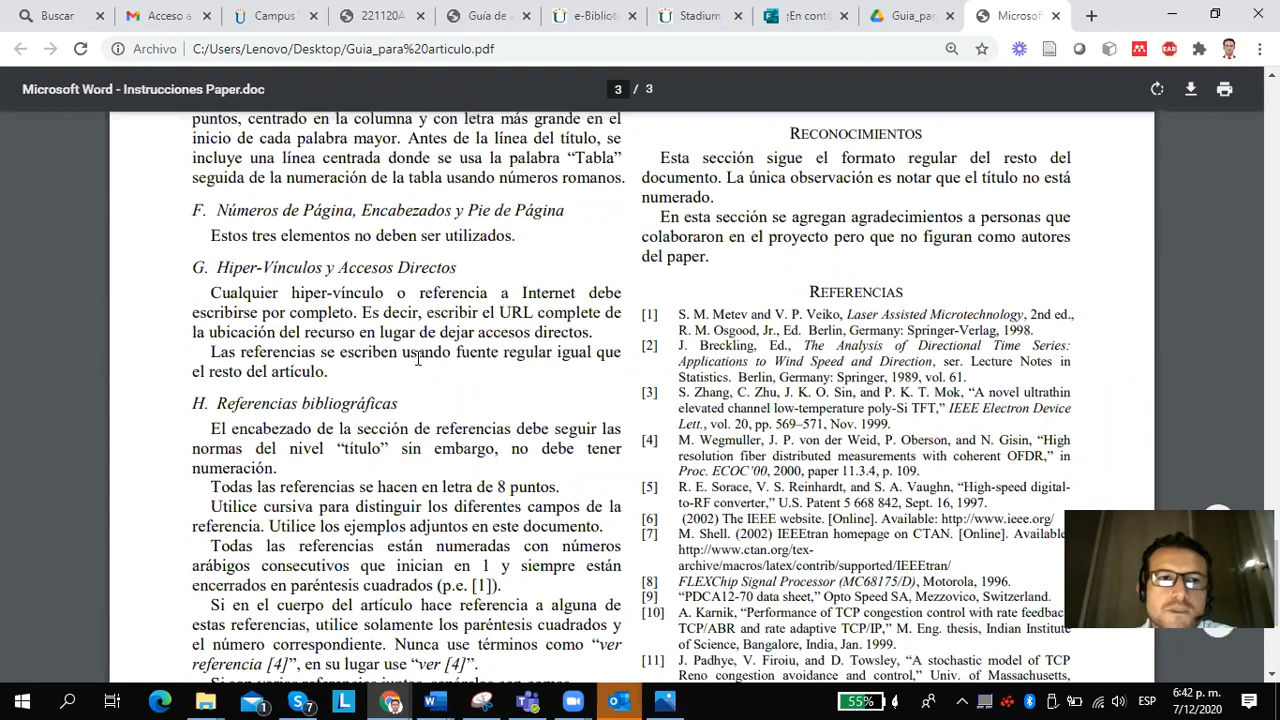 Buscar
Acceso a
Campus
221120A
Guía de
e-Bibliot
Stadium
¡En cont
Guia_par
Microsof
Archivo
C:/Users/Lenovo/Desktop/Guia_para%20articulo.pdf
Microsoft Word - Instrucciones Paper.doc
3 / 3
puntos, centrado en la columna y con letra más grande en el
inicio de cada palabra mayor. Antes de la línea del título, se
incluye una línea centrada donde se usa la palabra “Tabla”
seguida de la numeración de la tabla usando números romanos.
F. Números de Página, Encabezados y Pie de Página
Estos tres elementos no deben ser utilizados.
G. Hiper-Vínculos y Accesos Directos
Cualquier hiper-vínculo o referencia a Internet debe
escribirse por completo. Es decir, escribir el URL complete de
la ubicación del recurso en lugar de dejar accesos directos.
Las referencias se escriben usando fuente regular igual que
el resto del artículo.
H. Referencias bibliográficas
El encabezado de la sección de referencias debe seguir las
normas del nivel “título” sin embargo, no debe tener
numeración.
Todas las referencias se hacen en letra de 8 puntos.
Utilice cursiva para distinguir los diferentes campos de la
referencia. Utilice los ejemplos adjuntos en este documento.
Todas las referencias están numeradas con números
arábigos consecutivos que inician en 1 y siempre están
encerrados en paréntesis cuadrados (p.e. [1]).
Si en el cuerpo del artículo hace referencia a alguna de
estas referencias, utilice solamente los paréntesis cuadrados y
el número correspondiente. Nunca use términos como “ver
referencia [4]”, en su lugar use “ver [4]”.
RECONOCIMIENTOS
Esta sección sigue el formato regular del resto del
documento. La única observación es notar que el título no está
numerado.
En esta sección se agregan agradecimientos a personas que
colaboraron en el proyecto pero que no figuran como autores
del paper.
REFERENCIAS
[1] S. M. Metev and V. P. Veiko, Laser Assisted Microtechnology, 2nd ed.,
R. M. Osgood, Jr., Ed. Berlin, Germany: Springer-Verlag, 1998.
[2] J. Breckling, Ed., The Analysis of Directional Time Series:
Applications to Wind Speed and Direction, ser. Lecture Notes in
Statistics. Berlin, Germany: Springer, 1989, vol. 61.
[3] S. Zhang, C. Zhu, J. K. O. Sin, and P. K. T. Mok, “A novel ultrathin
elevated channel low-temperature poly-Si TFT,” IEEE Electron Device
Lett., vol. 20, pp. 569–571, Nov. 1999.
[4] M. Wegmuller, J. P. von der Weid, P. Oberson, and N. Gisin, “High
resolution fiber distributed measurements with coherent OFDR,” in
Proc. ECOC’00, 2000, paper 11.3.4, p. 109.
[5] R. E. Sorace, V. S. Reinhardt, and S. A. Vaughn, “High-speed digital-
to-RF converter,” U.S. Patent 5 668 842, Sept. 16, 1997.
[6] (2002) The IEEE website. [Online]. Available: http://www.ieee.org/
[7] M. Shell. (2002) IEEEtran homepage on CTAN. [Online]. Available
http://www.ctan.org/tex-
archive/macros/latex/contrib/supported/IEEEtran/
[8] FLEXChip Signal Processor (MC68175/D), Motorola, 1996.
[9] “PDCA12-70 data sheet,” Opto Speed SA, Mezzovico, Switzerland.
[10] A. Karnik, “Performance of TCP congestion control with rate feedback
TCP/ABR and rate adaptive TCP/IP,” M. Eng. thesis, Indian Institute
of Science, Bangalore, India, Jan. 1999.
[11] J. Padhye, V. Firoiu, and D. Towsley, “A stochastic model of TCP
Reno congestion avoidance and control,” Univ. of Massachusetts,
55%
ESP
6:42 p. m.
7/12/2020